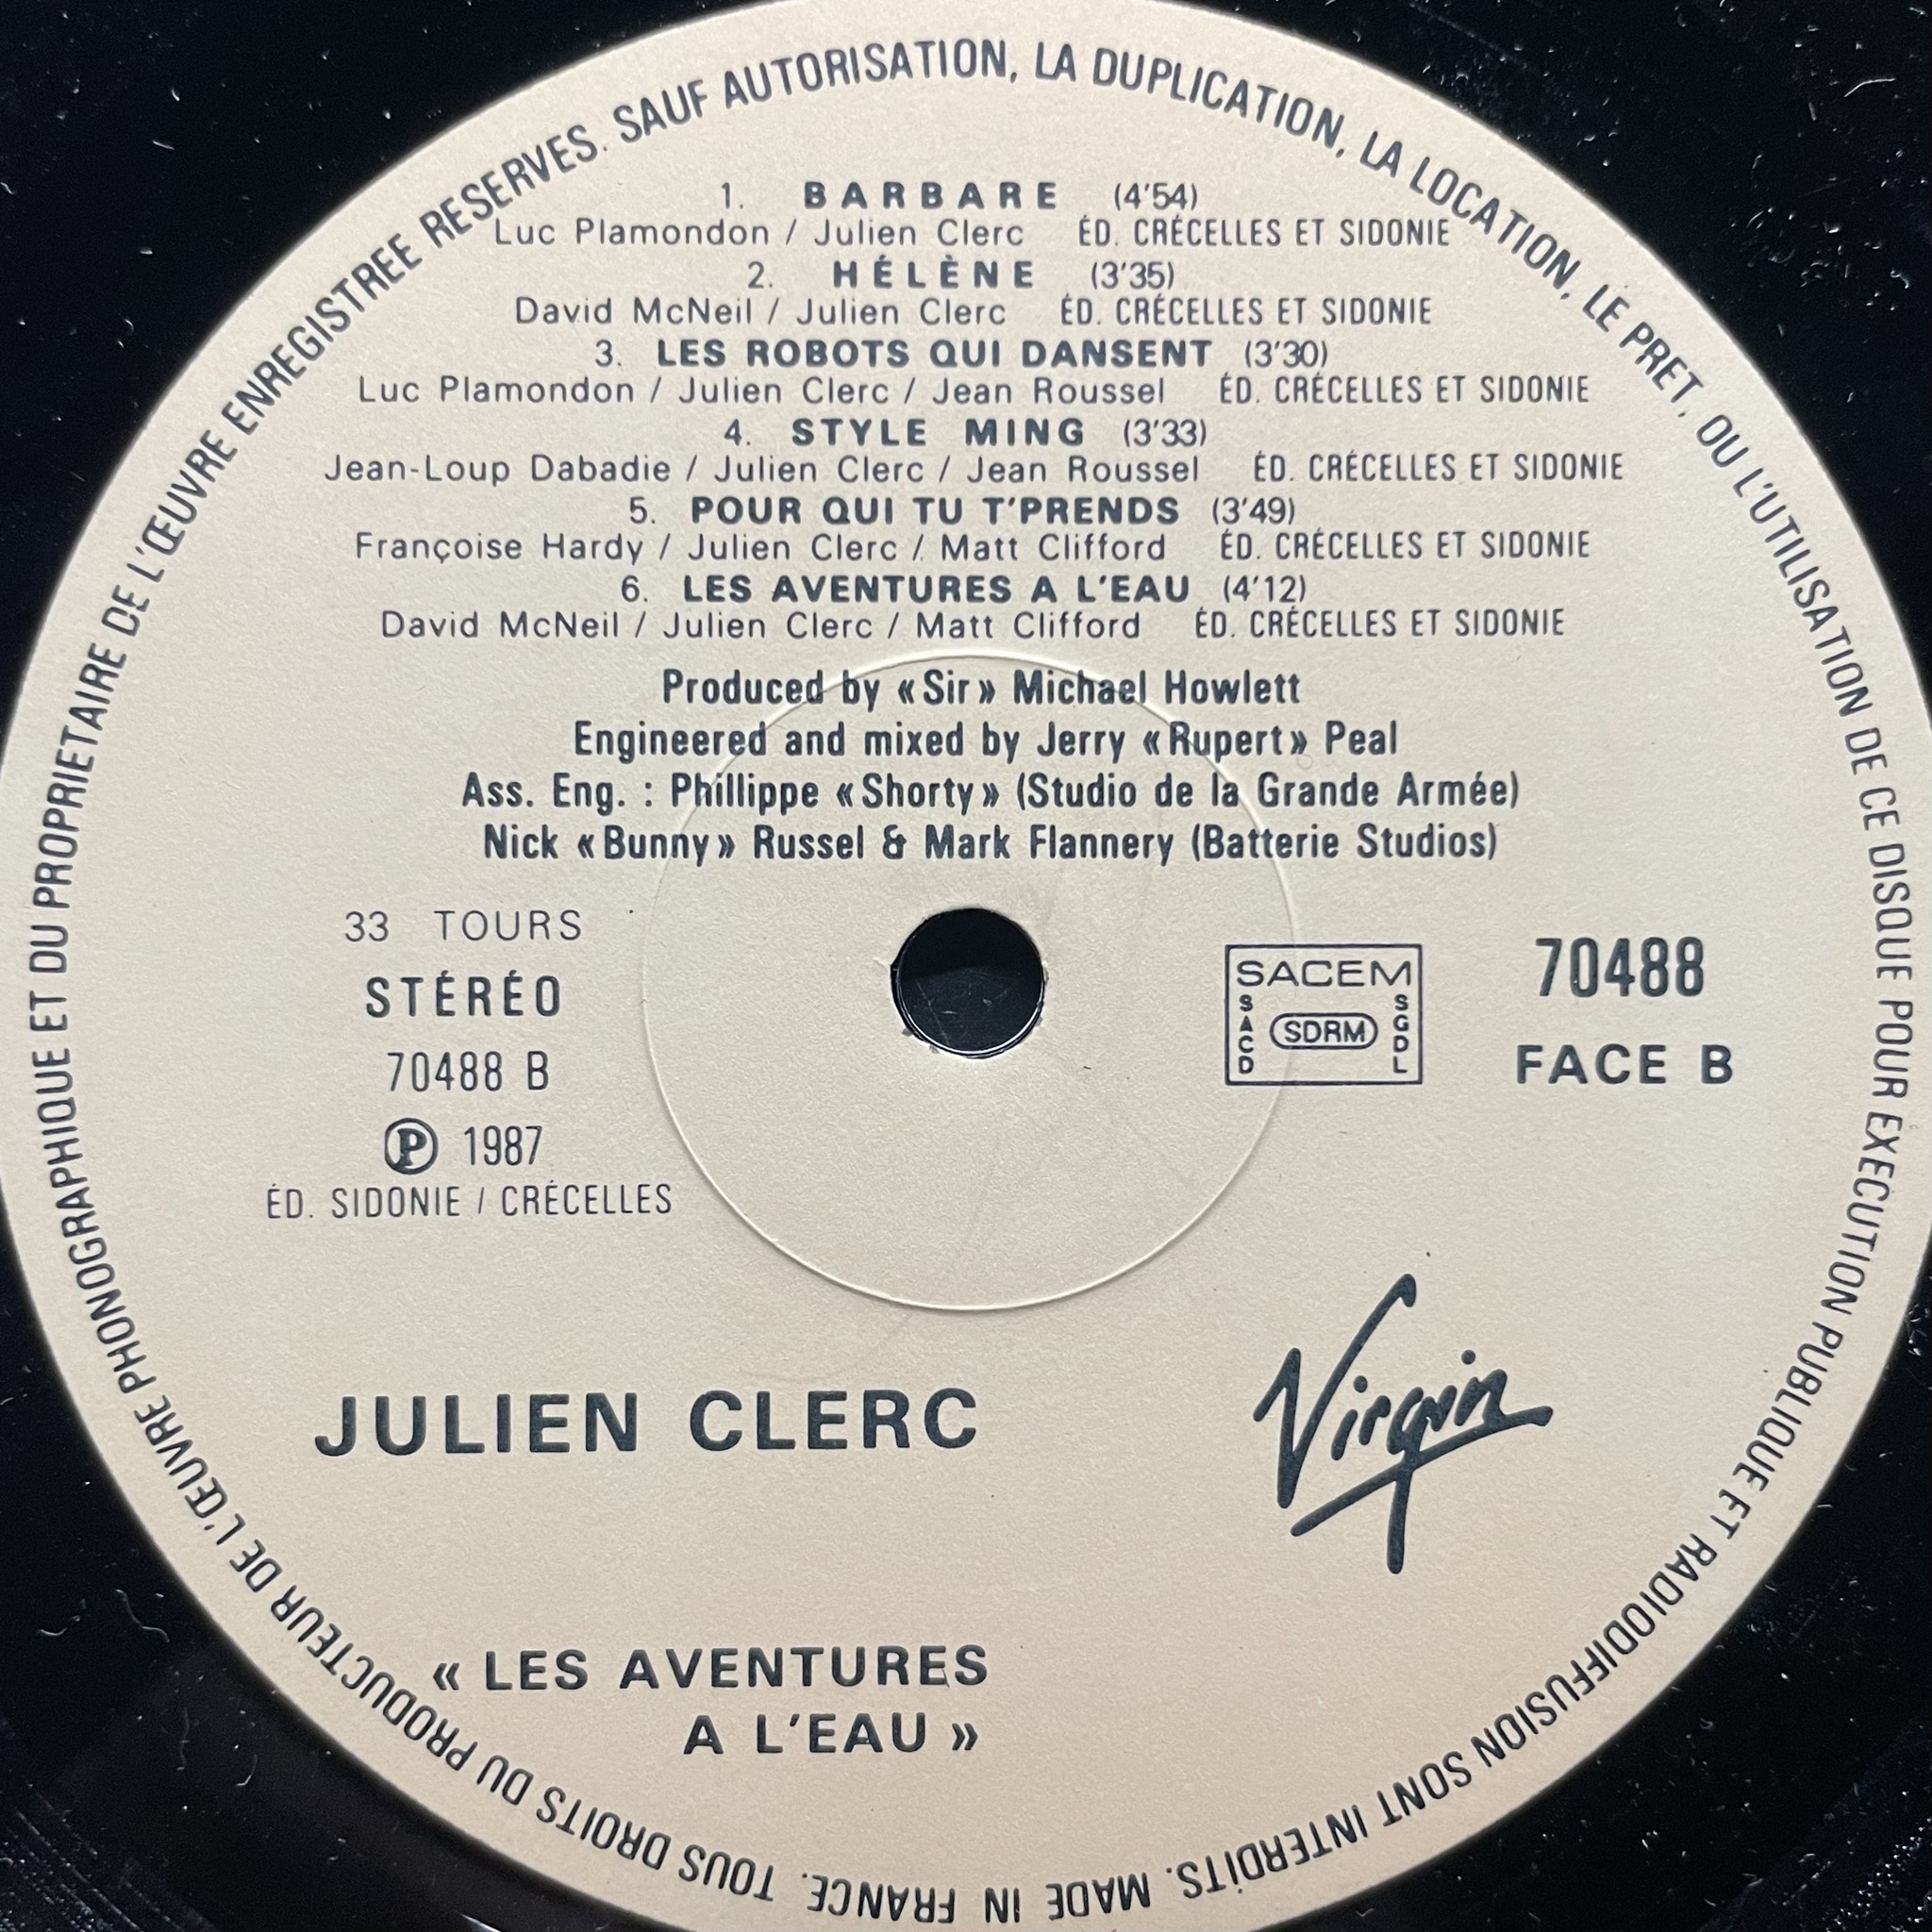 1. BARBARE (4'54)
Luc Plamondon / Julien Clerc ÉD. CRÉCELLES ET SIDONIE
2. HÉLÈNE (3'35)
David McNeil / Julien Clerc ÉD. CRÉCELLES ET SIDONIE
3. LES ROBOTS QUI DANSENT (3'30)
Luc Plamondon / Julien Clerc / Jean Roussel ÉD. CRÉCELLES ET SIDONIE
4. STYLE MING (3'33)
Jean-Loup Dabadie / Julien Clerc / Jean Roussel ÉD. CRÉCELLES ET SIDONIE
5. POUR QUI TU T'PRENDS (3'49)
Françoise Hardy / Julien Clerc / Matt Clifford ÉD. CRÉCELLES ET SIDONIE
6. LES AVENTURES A L'EAU (4'12)
David McNeil / Julien Clerc / Matt Clifford ÉD. CRÉCELLES ET SIDONIE
Produced by « Sir » Michael Howlett
Engineered and mixed by Jerry « Rupert » Peal
Ass. Eng. : Phillippe « Shorty » (Studio de la Grande Armée)
Nick « Bunny » Russel & Mark Flannery (Batterie Studios)
33 TOURS
STÉRÉO
70488 B
Ⓟ 1987
ÉD. SIDONIE / CRÉCELLES
SACEM
SACD
SDRM
SGDL
70488
FACE B
JULIEN CLERC
Virgin
« LES AVENTURES
A L'EAU »
TOUS DROITS DU PRODUCTEUR DE L'ŒUVRE PHONOGRAPHIQUE ET DU PROPRIETAIRE DE L'ŒUVRE ENREGISTREE RESERVES. SAUF AUTORISATION, LA DUPLICATION, LA LOCATION, LE PRET, OU L'UTILISATION DE CE DISQUE POUR EXECUTION PUBLIQUE ET RADIODIFFUSION SONT INTERDITS. MADE IN FRANCE.